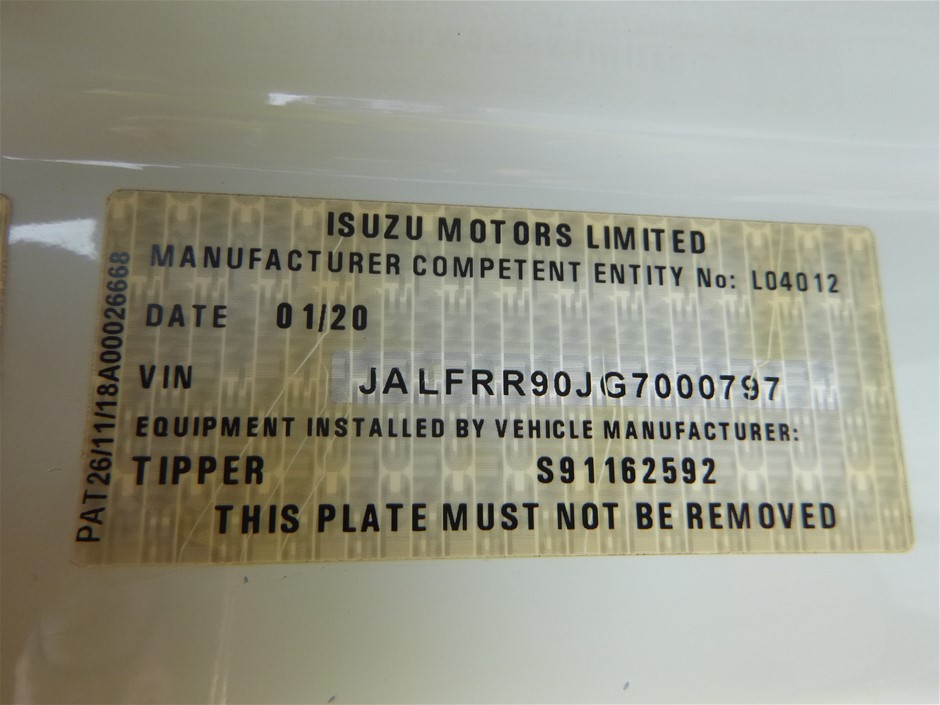 ISUZU MOTORS LIMITED
MANUFACTURER COMPETENT ENTITY No: L04012
DATE 01/20
VIN JALFRR90JG7000797
EQUIPMENT INSTALLED BY VEHICLE MANUFACTURER:
TIPPER S91162592
THIS PLATE MUST NOT BE REMOVED
PAT26/11/18A00026668